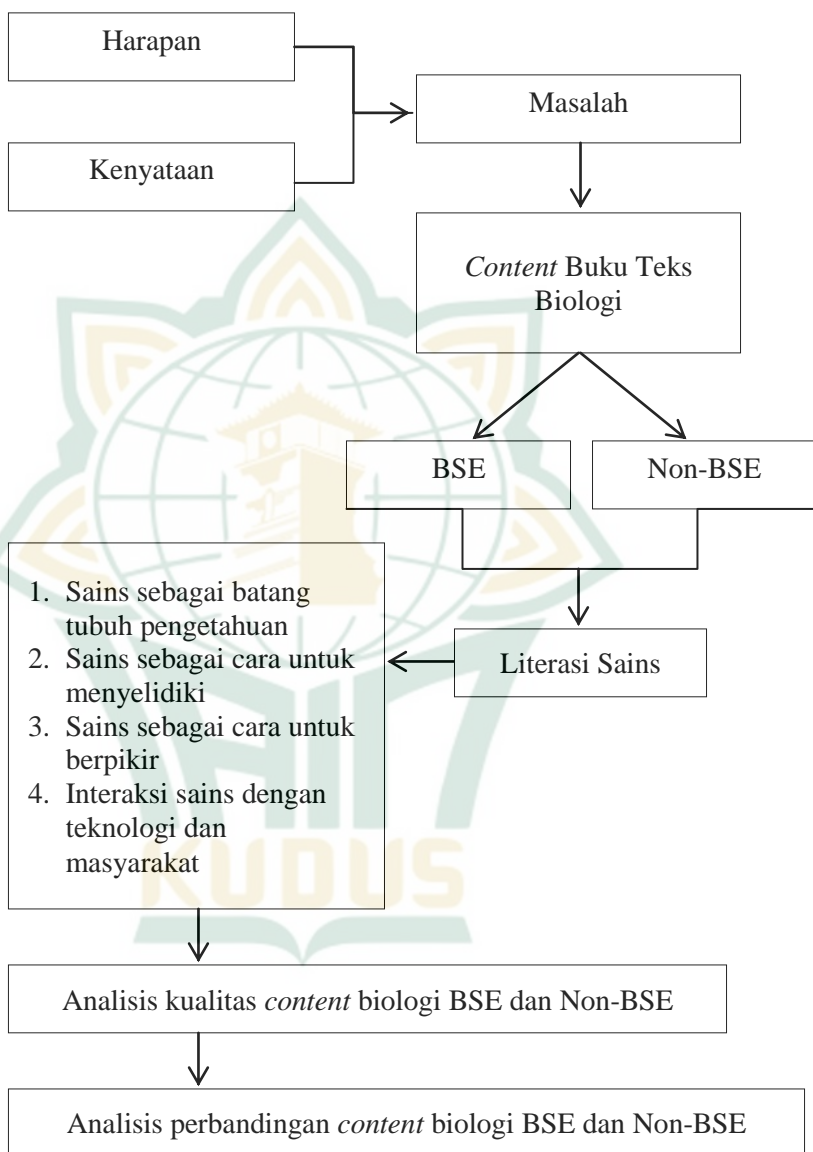 Harapan
Masalah
Kenyataan
Content Buku Teks
Biologi
BSE
Non-BSE
1. Sains sebagai batang
tubuh pengetahuan
2. Sains sebagai cara untuk
menyelidiki
3. Sains sebagai cara untuk
berpikir
4. Interaksi sains dengan
teknologi dan
masyarakat
Literasi Sains
IAIN
KUDUS
Analisis kualitas content biologi BSE dan Non-BSE
Analisis perbandingan content biologi BSE dan Non-BSE